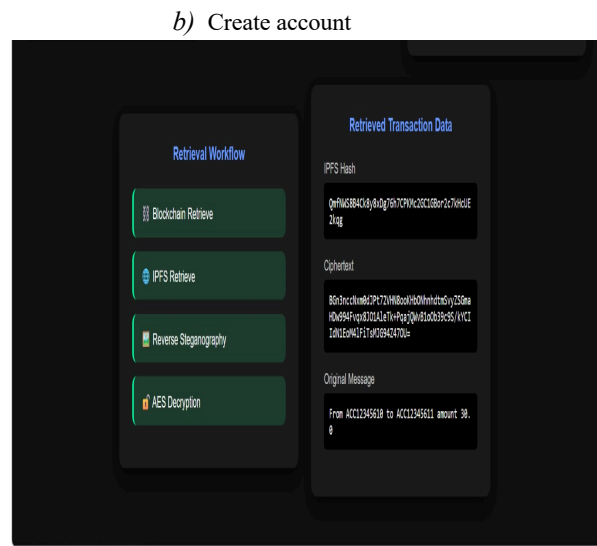 b) Create account
Retrieval Workflow
Blockchain Retrieve
IPFS Retrieve
Reverse Steganography
AES Decryption
Retrieved Transaction Data
IPFS Hash
QmfNWS8B4Ck8y8xDg76h7CPKMc2GC1GBor2c7kHcUE
2kqg
Ciphertext
Original Message
From ACC12345610 to ACC12345611 amount 30.
0